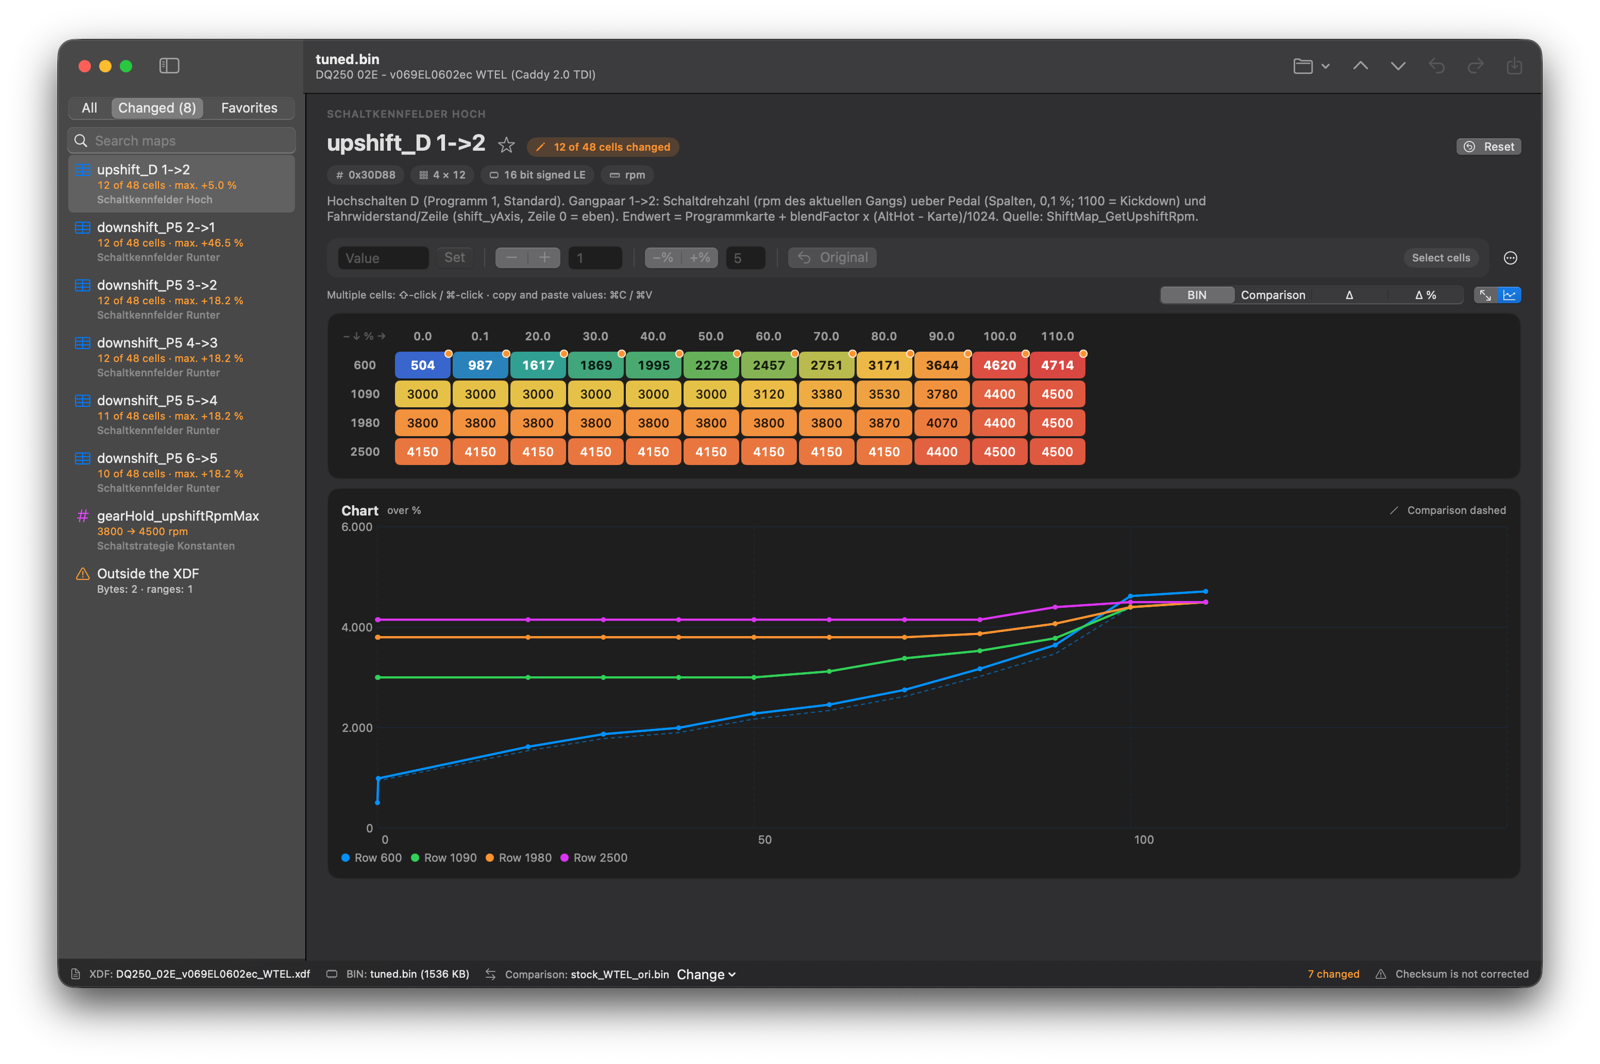 tuned.bin
DQ250 02E - v069EL0602ec WTEL (Caddy 2.0 TDI)
All Changed (8) Favorites
Search maps
upshift_D 1->2
12 of 48 cells · max. +5.0 %
Schaltkennfelder Hoch
downshift_P5 2->1
12 of 48 cells · max. +46.5 %
Schaltkennfelder Runter
downshift_P5 3->2
12 of 48 cells · max. +18.2 %
Schaltkennfelder Runter
downshift_P5 4->3
12 of 48 cells · max. +18.2 %
Schaltkennfelder Runter
downshift_P5 5->4
11 of 48 cells · max. +18.2 %
Schaltkennfelder Runter
downshift_P5 6->5
10 of 48 cells · max. +18.2 %
Schaltkennfelder Runter
# gearHold_upshiftRpmMax
3800 → 4500 rpm
Schaltstrategie Konstanten
Outside the XDF
Bytes: 2 · ranges: 1
SCHALTKENNFELDER HOCH
upshift_D 1->2 12 of 48 cells changed
Reset
# 0x30D88 4 × 12 16 bit signed LE rpm
Hochschalten D (Programm 1, Standard). Gangpaar 1->2: Schaltdrehzahl (rpm des aktuellen Gangs) ueber Pedal (Spalten, 0,1 %; 1100 = Kickdown) und
Fahrwiderstand/Zeile (shift_yAxis, Zeile 0 = eben). Endwert = Programmkarte + blendFactor x (AltHot - Karte)/1024. Quelle: ShiftMap_GetUpshiftRpm.
Value Set − + 1 −% +% 5 Original Select cells
Multiple cells: ⇧-click / ⌘-click · copy and paste values: ⌘C / ⌘V
BIN Comparison Δ Δ %
− ↓ % → 0.0 0.1 20.0 30.0 40.0 50.0 60.0 70.0 80.0 90.0 100.0 110.0
600 504 987 1617 1869 1995 2278 2457 2751 3171 3644 4620 4714
1090 3000 3000 3000 3000 3000 3000 3120 3380 3530 3780 4400 4500
1980 3800 3800 3800 3800 3800 3800 3800 3800 3870 4070 4400 4500
2500 4150 4150 4150 4150 4150 4150 4150 4150 4150 4400 4500 4500
Chart over %
Comparison dashed
6.000
4.000
2.000
0
0 50 100
Row 600 Row 1090 Row 1980 Row 2500
XDF: DQ250_02E_v069EL0602ec_WTEL.xdf BIN: tuned.bin (1536 KB) Comparison: stock_WTEL_ori.bin Change 7 changed Checksum is not corrected